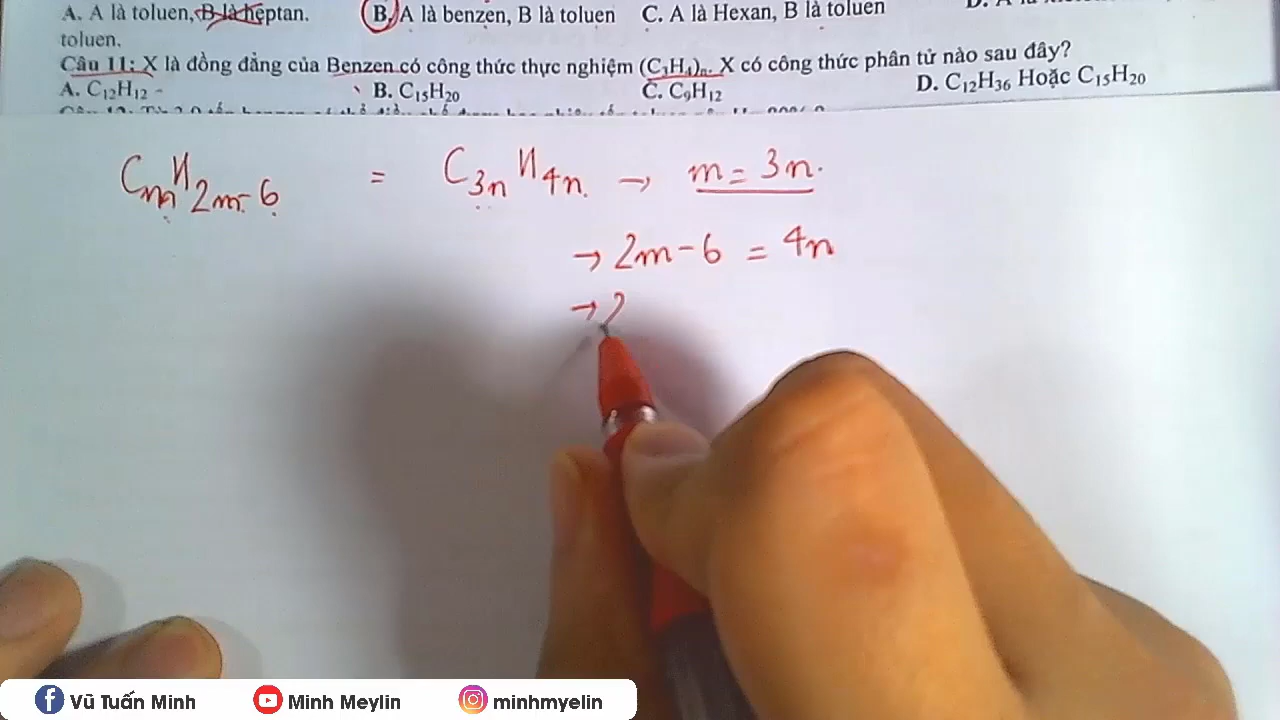 A. A là toluen, B là heptan. B. A là benzen, B là toluen C. A là Hexan, B là toluen
toluen.
Câu 11: X là đồng đẳng của Benzen có công thức thực nghiệm (C₃H₄)ₙ. X có công thức phân tử nào sau đây?
A. C₁₂H₁₂ B. C₁₅H₂₀ C. C₉H₁₂ D. C₁₂H₃₆ Hoặc C₁₅H₂₀
CₘH₂ₘ₋₆ = C₃ₙH₄ₙ → m = 3n.
→ 2m - 6 = 4n
→ 2
Vũ Tuấn Minh Minh Meylin minhmyelin